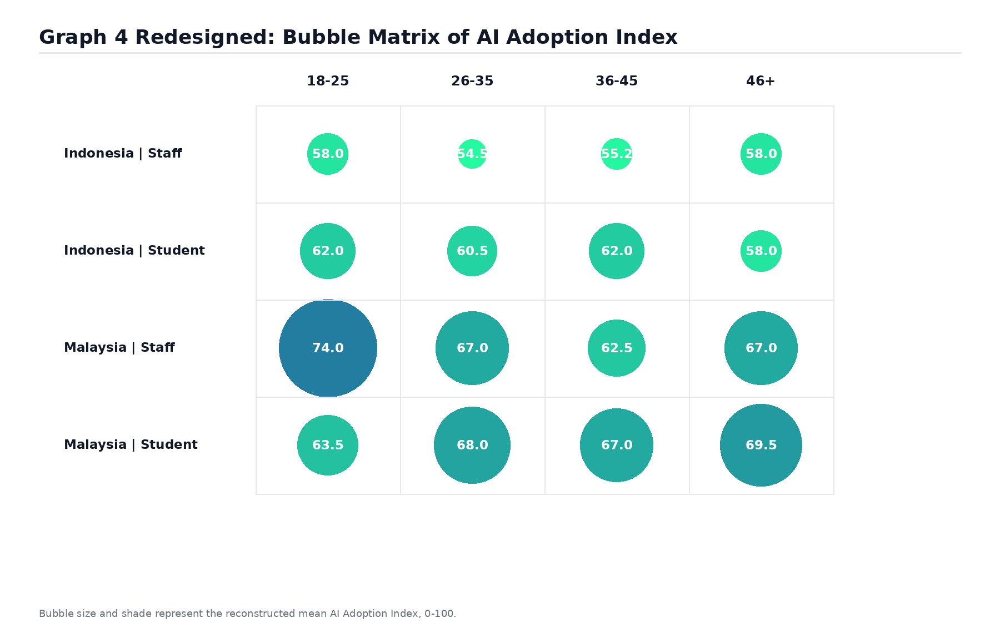 Graph 4 Redesigned: Bubble Matrix of AI Adoption Index
18-25 26-35 36-45 46+
Indonesia | Staff 58.0 54.5 55.2 58.0
Indonesia | Student 62.0 60.5 62.0 58.0
Malaysia | Staff 74.0 67.0 62.5 67.0
Malaysia | Student 63.5 68.0 67.0 69.5
Bubble size and shade represent the reconstructed mean AI Adoption Index, 0-100.